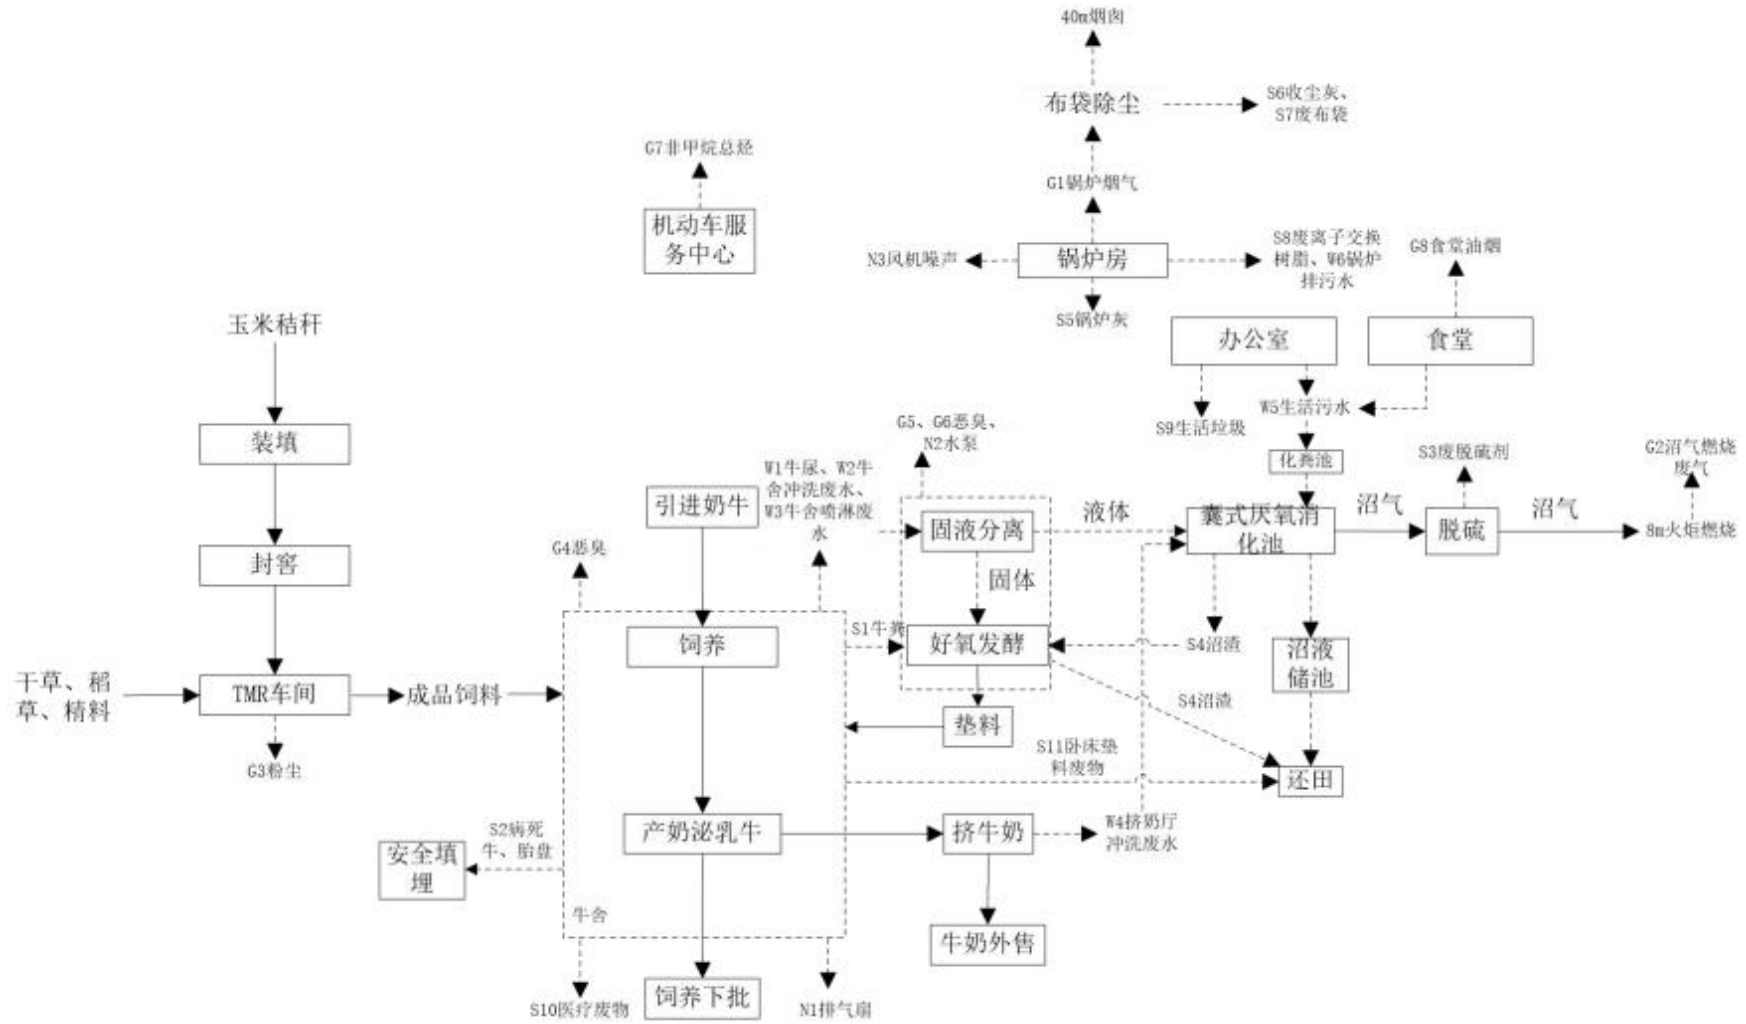 40m烟囱
布袋除尘
S6收尘灰、
S7废布袋
G7非甲烷总烃
G1锅炉烟气
机动车服
务中心
N3风机噪声
锅炉房
S8废离子交换
树脂、W6锅炉
排污水
G8食堂油烟
S5锅炉灰
玉米秸秆
办公室
食堂
W5生活污水
S9生活垃圾
G5、G6恶臭、
N2水泵
装填
化粪池
S3废脱硫剂
G2沼气燃烧
废气
W1牛尿、W2牛
舍冲洗废水、
W3牛舍喷淋废
水
引进奶牛
固液分离
液体
囊式厌氧消
化池
沼气
脱硫
沼气
8m火炬燃烧
G4恶臭
封窖
固体
S1牛粪
饲养
好氧发酵
S4沼渣
沼液
储池
干草、稻
草、精料
TMR车间
成品饲料
S4沼渣
垫料
G3粉尘
S11卧床垫
料废物
还田
S2病死
牛、胎盘
安全填
埋
产奶泌乳牛
挤牛奶
W4挤奶厅
冲洗废水
牛舍
牛奶外售
S10医疗废物
饲养下批
N1排气扇